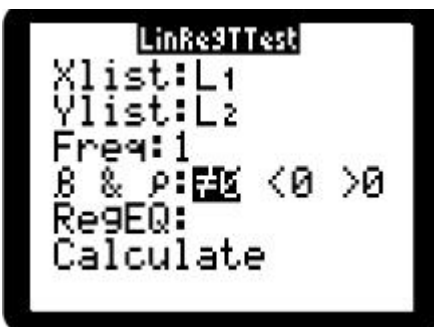 LinRegTTest
Xlist:L₁
Ylist:L₂
Freq:1
β & ρ:≠0 <0 >0
RegEQ:
Calculate